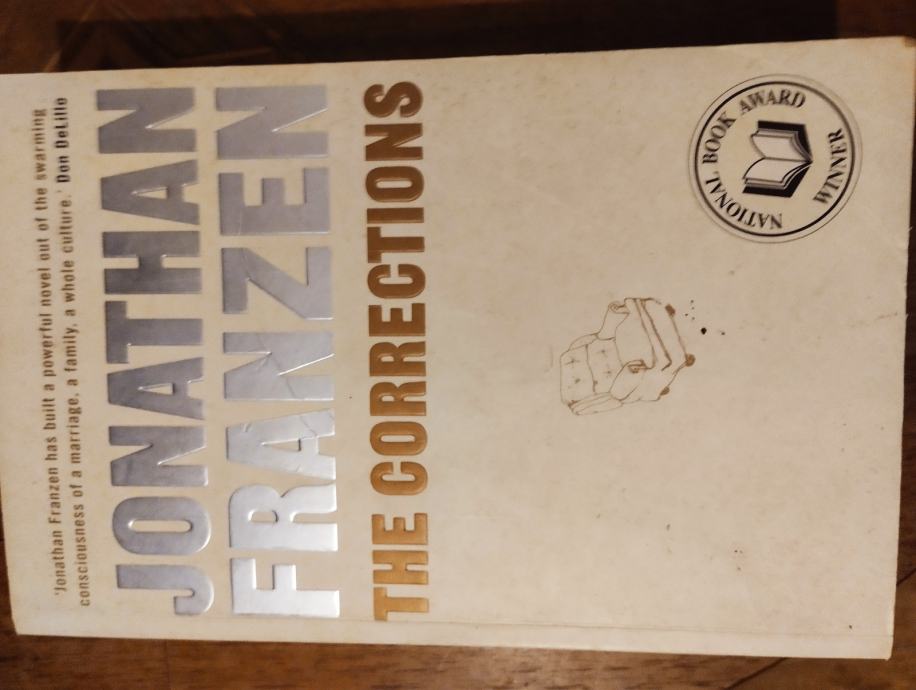 'Jonathan Franzen has built a powerful novel out of the swarming
consciousness of a marriage, a family, a whole culture.' Don DeLillo
JONATHAN
FRANZEN
THE CORRECTIONS
NATIONAL BOOK AWARD
WINNER